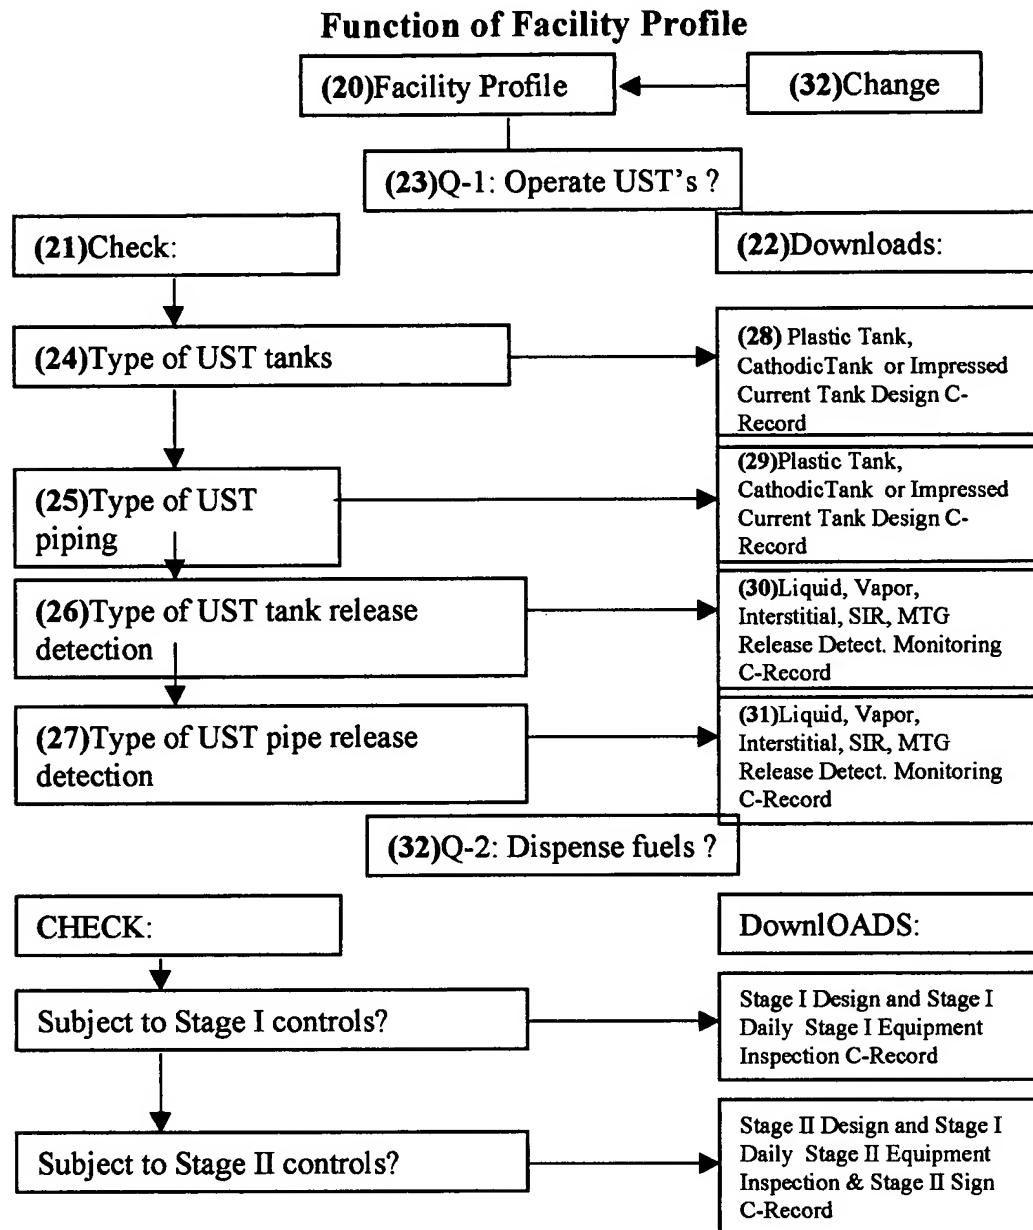 Function of Facility Profile
(20)Facility Profile
(32)Change
(23)Q-1: Operate UST's ?
(21)Check:
(22)Downloads:
(24)Type of UST tanks
(28) Plastic Tank,
CathodicTank or Impressed
Current Tank Design C-
Record
(25)Type of UST
piping
(29)Plastic Tank,
CathodicTank or Impressed
Current Tank Design C-
Record
(26)Type of UST tank release
detection
(30)Liquid, Vapor,
Interstitial, SIR, MTG
Release Detect. Monitoring
C-Record
(27)Type of UST pipe release
detection
(31)Liquid, Vapor,
Interstitial, SIR, MTG
Release Detect. Monitoring
C-Record
(32)Q-2: Dispense fuels ?
CHECK:
DownlOADS:
Subject to Stage I controls?
Stage I Design and Stage I
Daily Stage I Equipment
Inspection C-Record
Subject to Stage II controls?
Stage II Design and Stage I
Daily Stage II Equipment
Inspection & Stage II Sign
C-Record